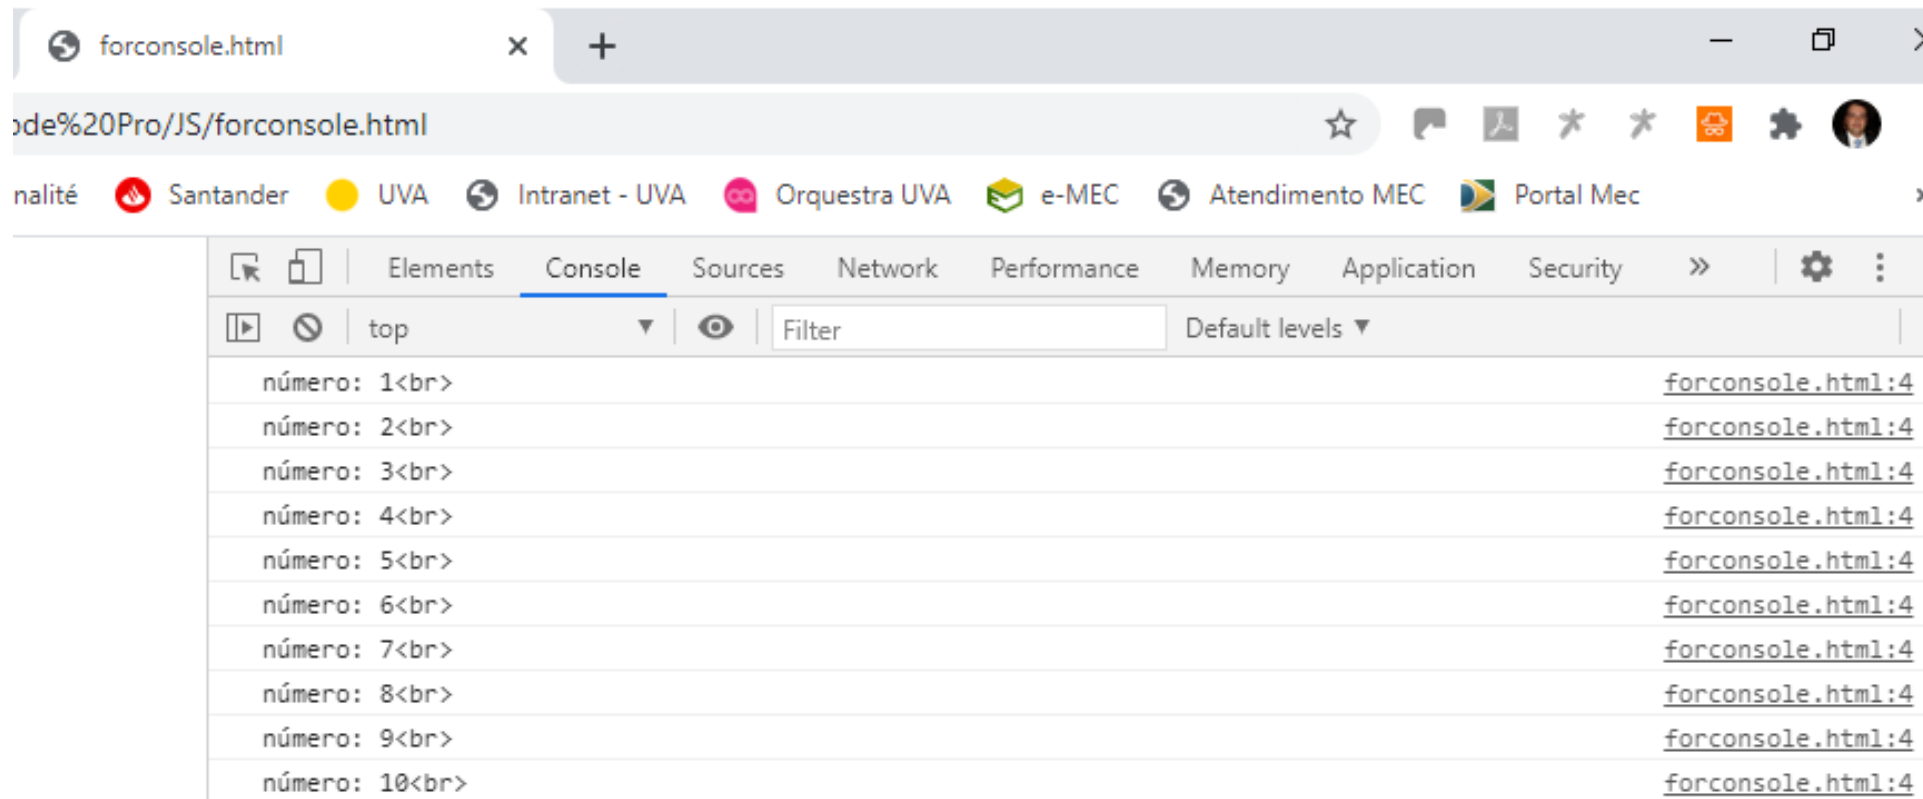 forconsole.html
ode%20Pro/JS/forconsole.html
nalité Santander UVA Intranet - UVA Orquestra UVA e-MEC Atendimento MEC Portal Mec
Elements Console Sources Network Performance Memory Application Security
top Filter Default levels
número: 1<br> forconsole.html:4
número: 2<br> forconsole.html:4
número: 3<br> forconsole.html:4
número: 4<br> forconsole.html:4
número: 5<br> forconsole.html:4
número: 6<br> forconsole.html:4
número: 7<br> forconsole.html:4
número: 8<br> forconsole.html:4
número: 9<br> forconsole.html:4
número: 10<br> forconsole.html:4